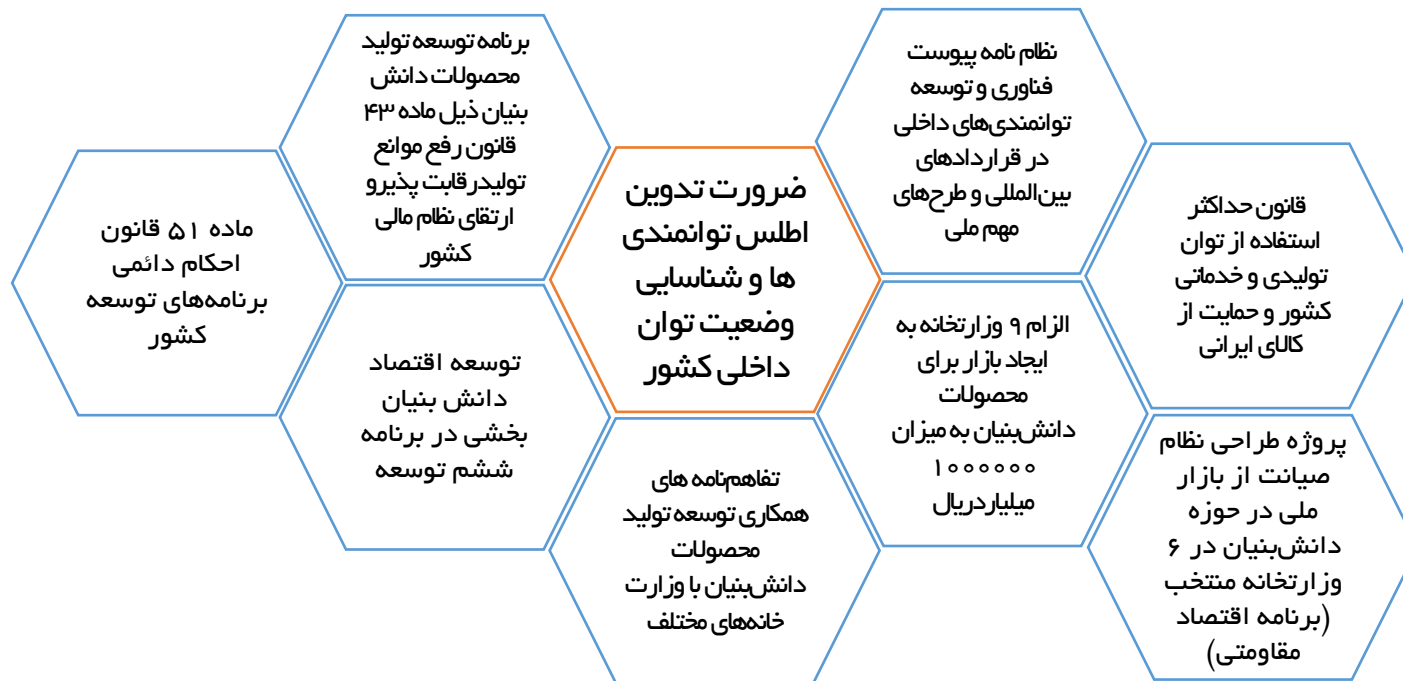 قانون حداکثر
استفاده از توان
تولیدی و خدماتی
کشور و حمایت از
کالای ایرانی
پروژه طراحی نظام
صیانت از بازار
ملی در حوزه
دانش‌بنیان در ۶
وزارتخانه منتخب
(برنامه اقتصاد
مقاومتی)
نظام نامه پیوست
فناوری و توسعه
توانمندی‌های داخلی
در قراردادهای
بین‌المللی و طرح‌های
مهم ملی
الزام ۹ وزارتخانه به
ایجاد بازار برای
محصولات
دانش‌بنیان به میزان
۱۰۰۰۰۰۰
میلیاردریال
ضرورت تدوین
اطلس توانمندی
ها و شناسایی
وضعیت توان
داخلی کشور
تفاهم‌نامه های
همکاری توسعه تولید
محصولات
دانش‌بنیان با وزارت
خانه‌های مختلف
برنامه توسعه تولید
محصولات دانش
بنیان ذیل ماده ۴۳
قانون رفع موانع
تولیدرقابت پذیرو
ارتقای نظام مالی
کشور
توسعه اقتصاد
دانش بنیان
بخشی در برنامه
ششم توسعه
ماده ۵۱ قانون
احکام دائمی
برنامه‌های توسعه
کشور